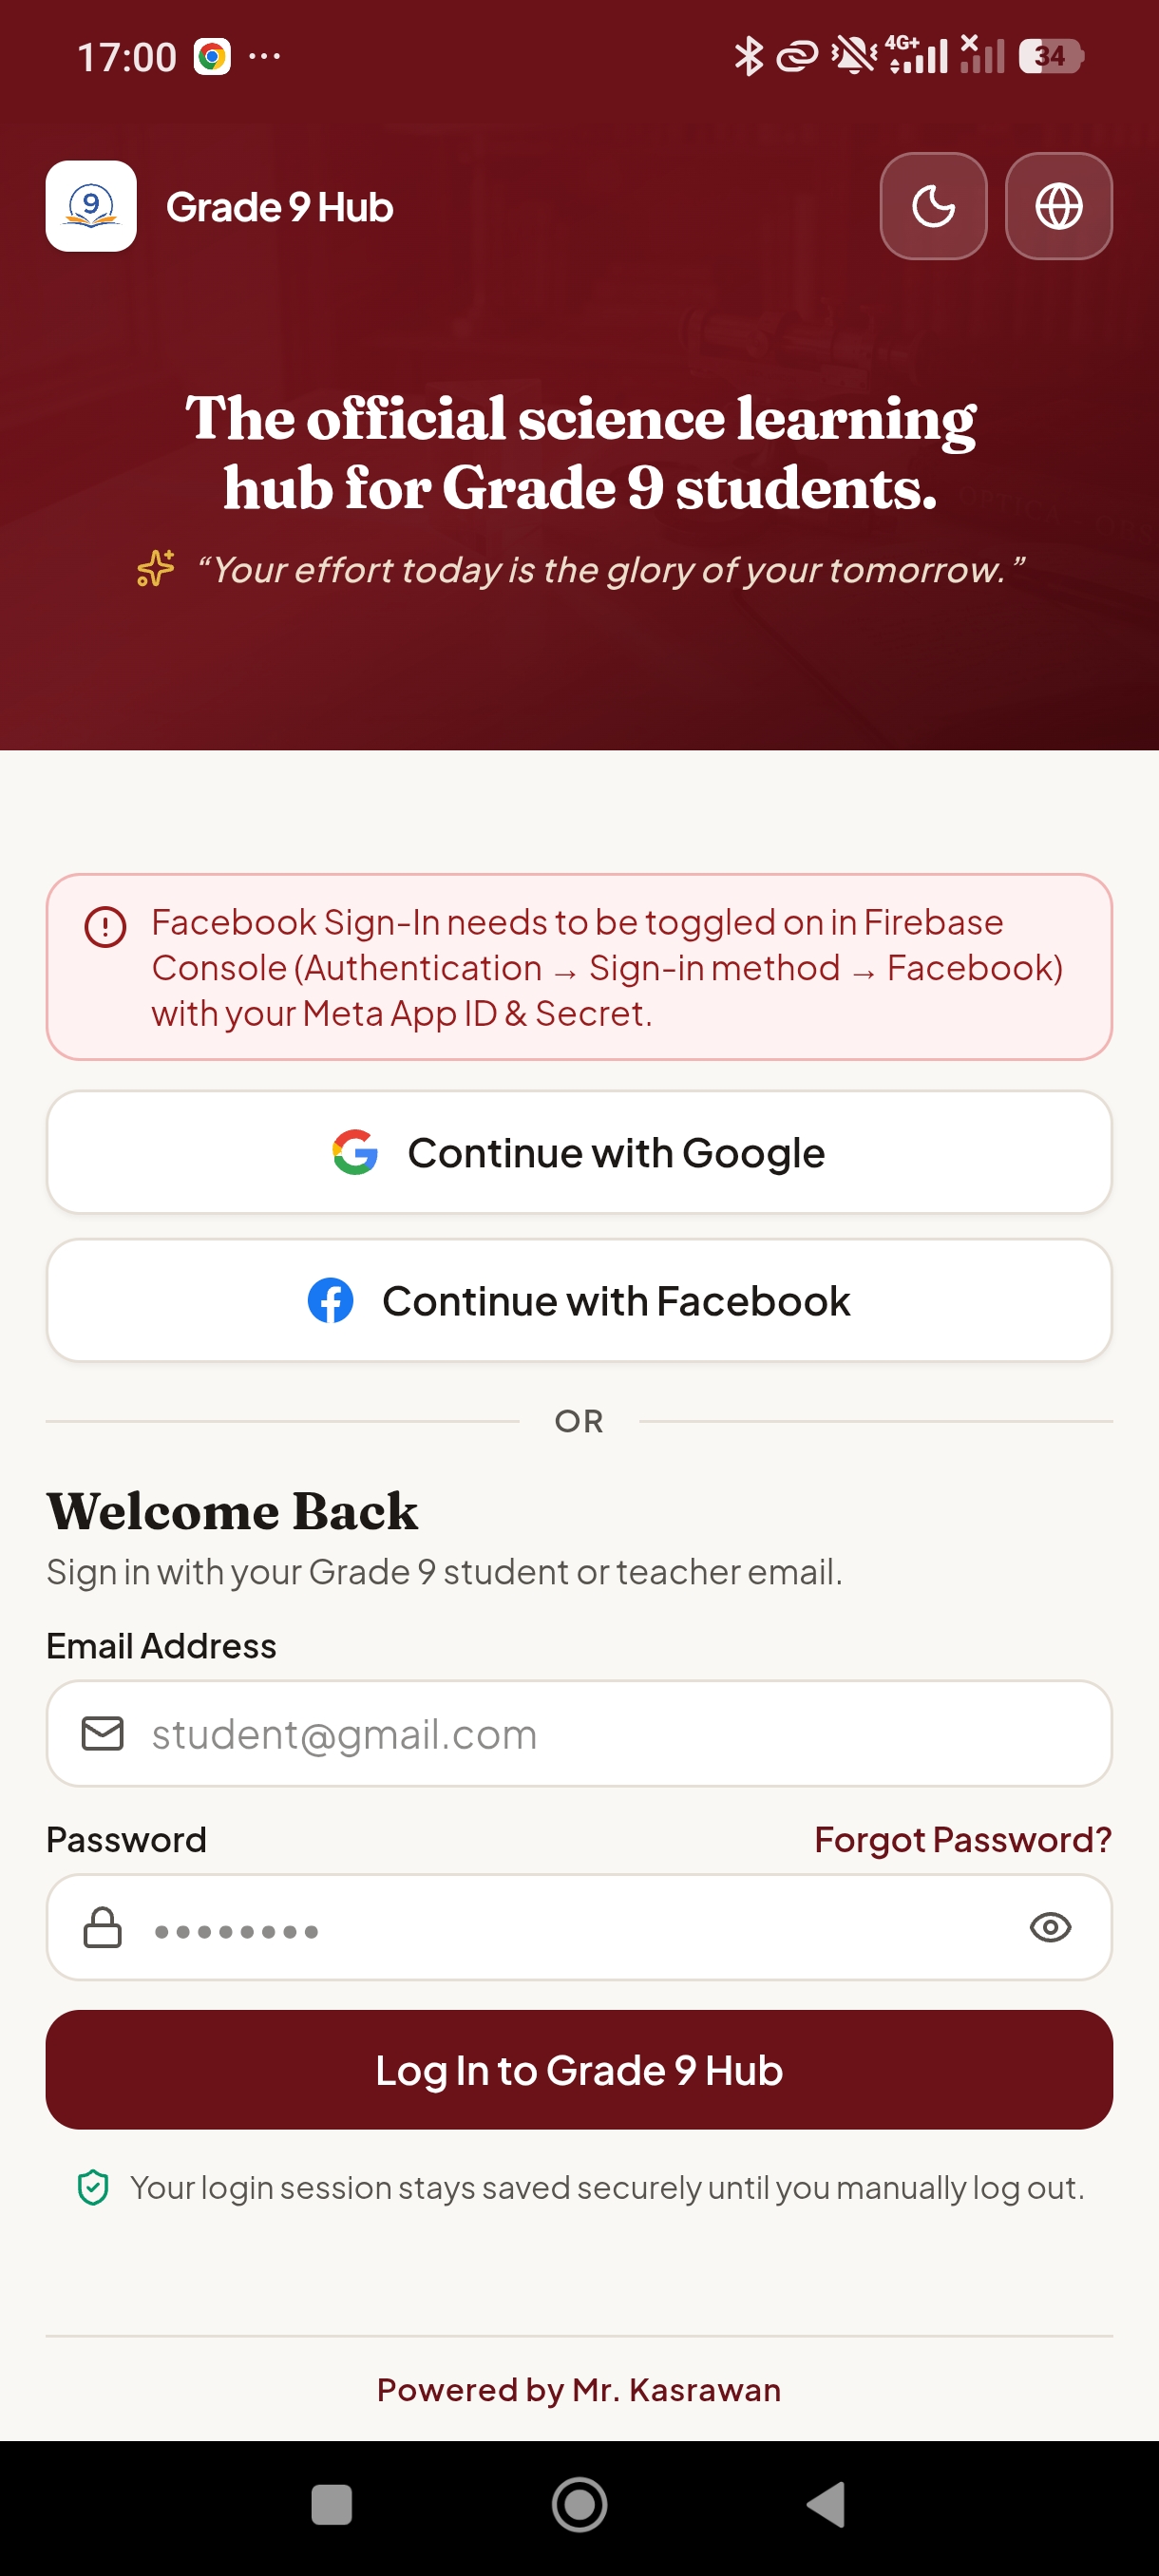 17:00
4G+
34
9
Grade 9 Hub
The official science learning
hub for Grade 9 students.
“Your effort today is the glory of your tomorrow.”
Facebook Sign-In needs to be toggled on in Firebase
Console (Authentication → Sign-in method → Facebook)
with your Meta App ID & Secret.
Continue with Google
Continue with Facebook
OR
Welcome Back
Sign in with your Grade 9 student or teacher email.
Email Address
student@gmail.com
Password
Forgot Password?
••••••••
Log In to Grade 9 Hub
Your login session stays saved securely until you manually log out.
Powered by Mr. Kasrawan